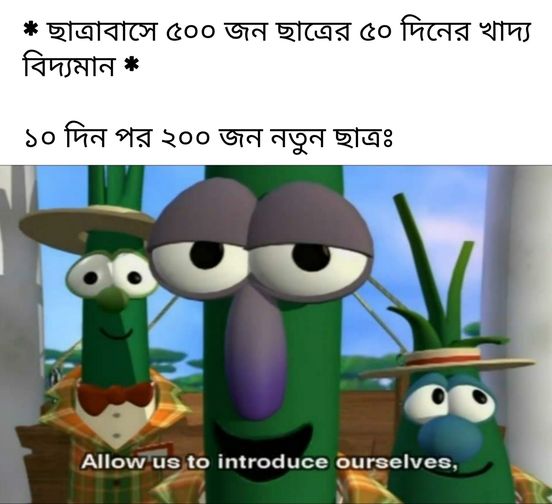 * ছাত্রাবাসে ৫০০ জন ছাত্রের ৫০ দিনের খাদ্য
বিদ্যমান *
১০ দিন পর ২০০ জন নতুন ছাত্রঃ
Allow us to introduce ourselves,